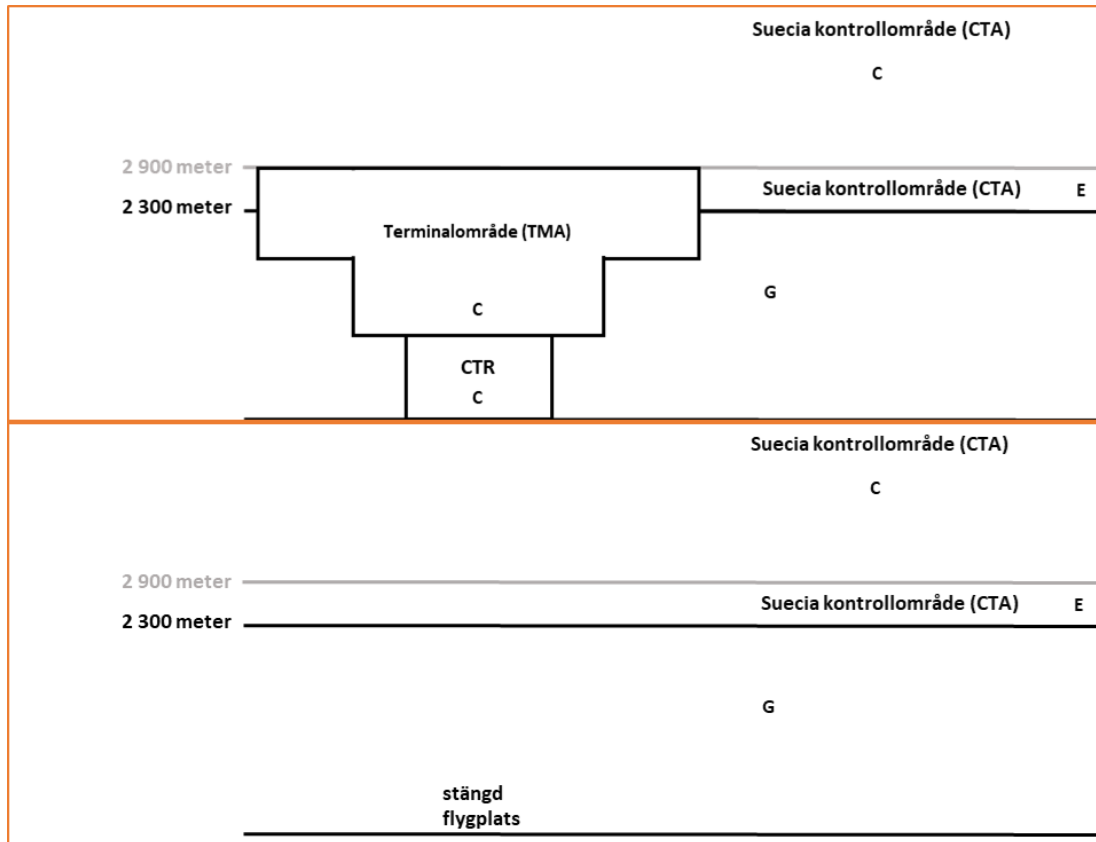 Suecia kontrollområde (CTA)
C
2 900 meter
Suecia kontrollområde (CTA) E
2 300 meter
Terminalområde (TMA)
G
C
CTR
C
Suecia kontrollområde (CTA)
C
2 900 meter
Suecia kontrollområde (CTA) E
2 300 meter
G
stängd
flygplats